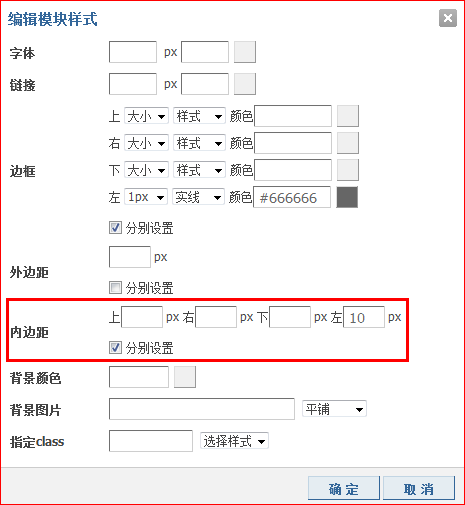 编辑模块样式
字体 px
链接 px
上 大小 样式 颜色
右 大小 样式 颜色
边框
下 大小 样式 颜色
左 1px 实线 颜色 #666666
分别设置
px
外边距
分别设置
上 px 右 px 下 px 左 10 px
内边距
分别设置
背景颜色
背景图片 平铺
指定class 选择样式
确定 取消